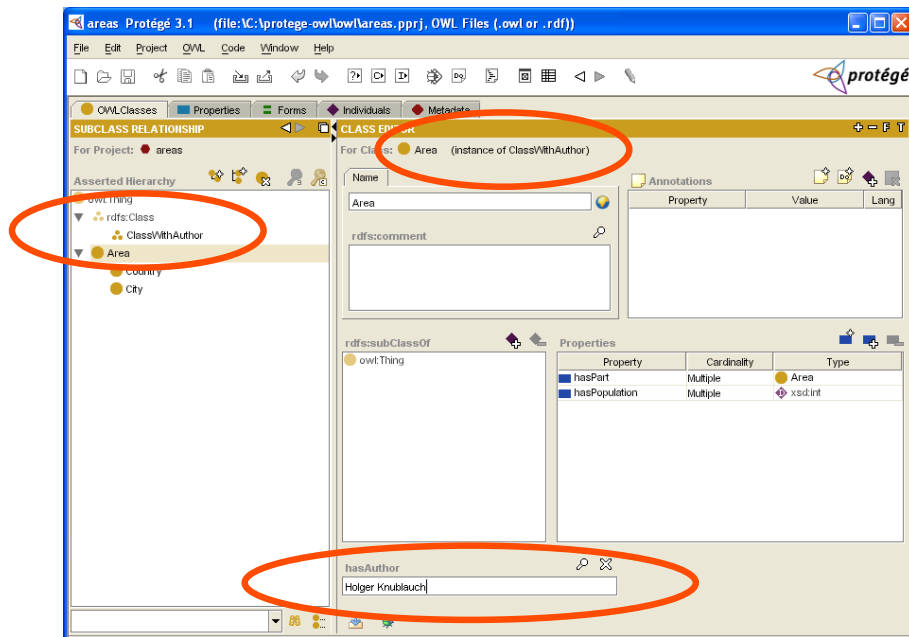 areas Protégé 3.1 (file:\C:\protege-owl\owl\areas.pprj, OWL Files (.owl or .rdf))
File Edit Project OWL Code Window Help
protégé
OWLClasses Properties Forms Individuals Metadata
SUBCLASS RELATIONSHIP
For Project: areas
Asserted Hierarchy
owl:Thing
rdfs:Class
ClassWithAuthor
Area
Country
City
CLASS EDITOR
For Class: Area (instance of ClassWithAuthor)
Name
Area
rdfs:comment
Annotations
Property Value Lang
rdfs:subClassOf
owl:Thing
Properties
Property Cardinality Type
hasPart Multiple Area
hasPopulation Multiple xsd:int
hasAuthor
Holger Knublauch